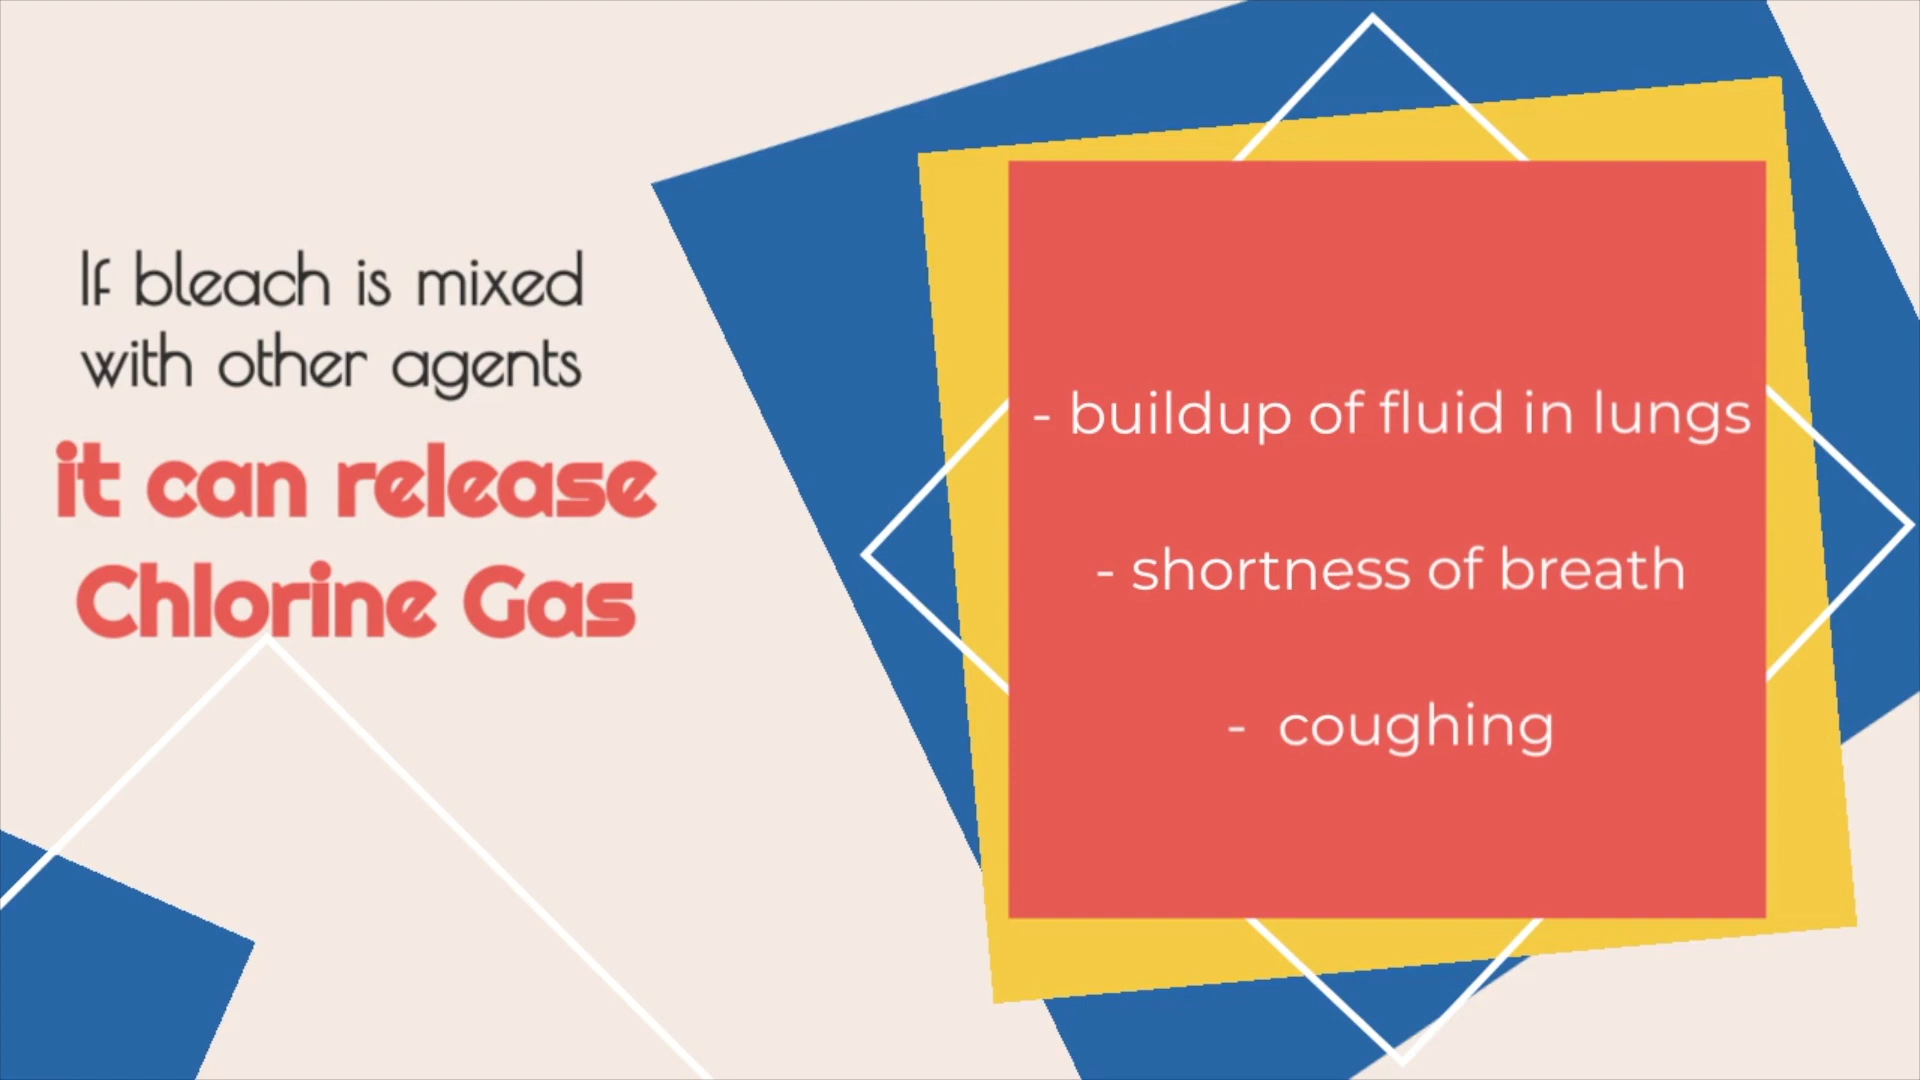 If bleach is mixed
with other agents
it can release
Chlorine Gas
- buildup of fluid in lungs
- shortness of breath
- coughing